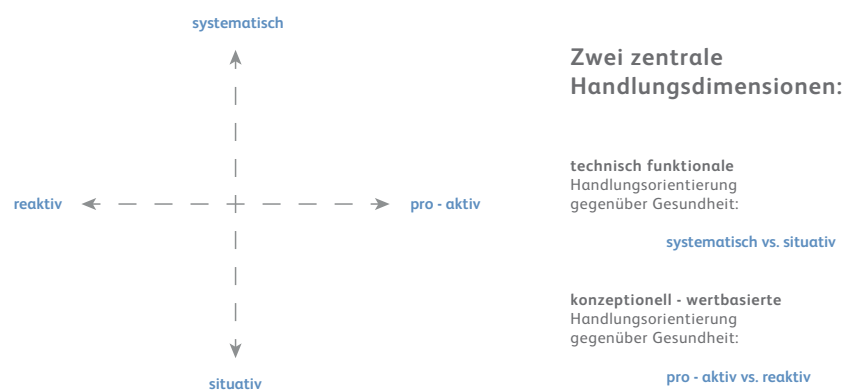 systematisch
reaktiv
pro - aktiv
situativ
Zwei zentrale
Handlungsdimensionen:
technisch funktionale
Handlungsorientierung
gegenüber Gesundheit:
systematisch vs. situativ
konzeptionell - wertbasierte
Handlungsorientierung
gegenüber Gesundheit:
pro - aktiv vs. reaktiv